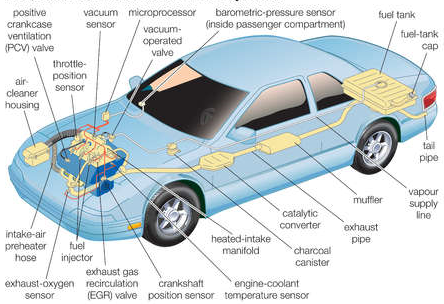 positive
crankcase
ventilation
(PCV) valve
vacuum
sensor
microprocessor
barometric-pressure sensor
(inside passenger compartment)
fuel tank
fuel-tank
cap
vacuum-
operated
valve
throttle-
position
sensor
air-
cleaner
housing
tail
pipe
vapour
supply
line
muffler
exhaust
pipe
catalytic
converter
charcoal
canister
heated-intake
manifold
intake-air
preheater
hose
fuel
injector
exhaust-oxygen
sensor
exhaust gas
recirculation
(EGR) valve
crankshaft
position sensor
engine-coolant
temperature sensor